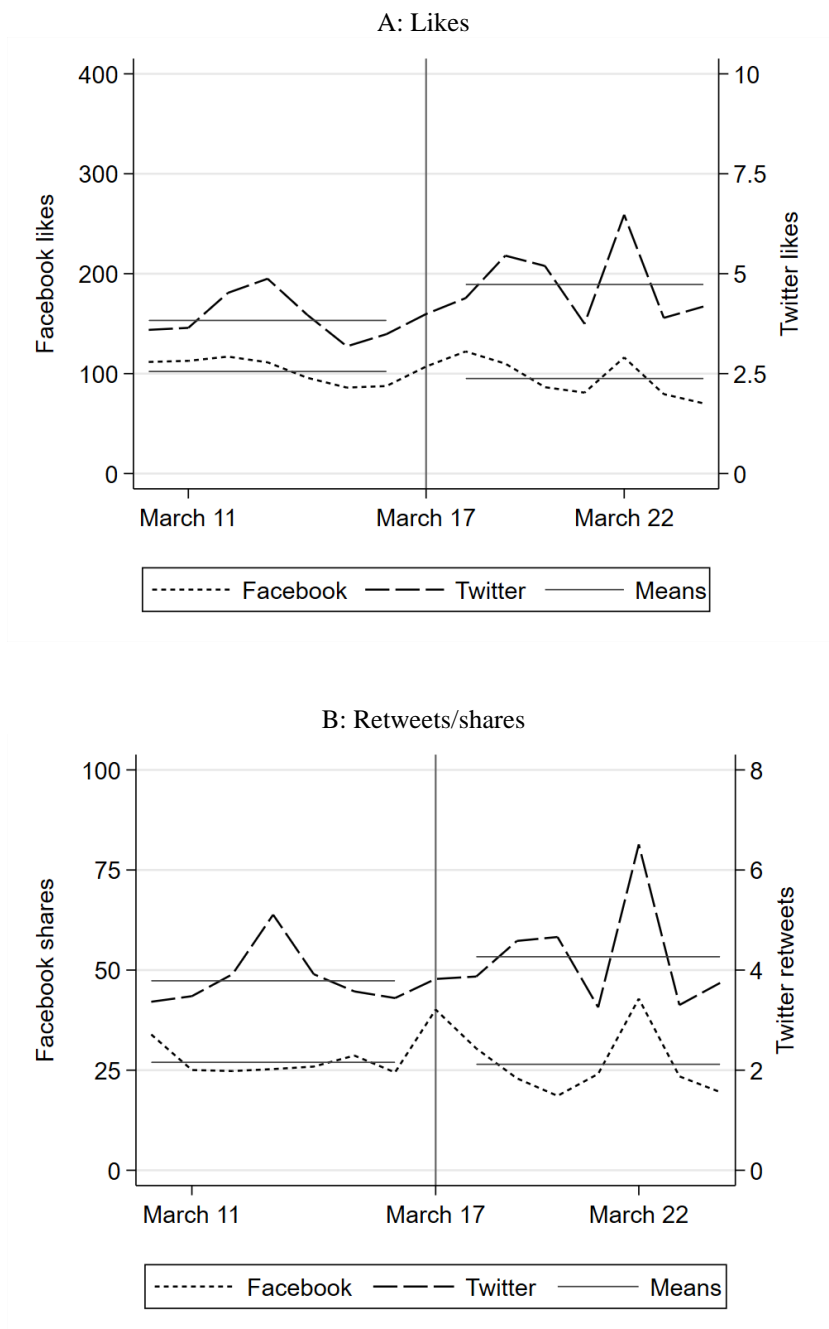 A: Likes
400
300
200
100
0
Facebook likes
10
7.5
5
2.5
0
Twitter likes
March 11 March 17 March 22
Facebook Twitter Means
B: Retweets/shares
100
75
50
25
0
Facebook shares
8
6
4
2
0
Twitter retweets
March 11 March 17 March 22
Facebook Twitter Means